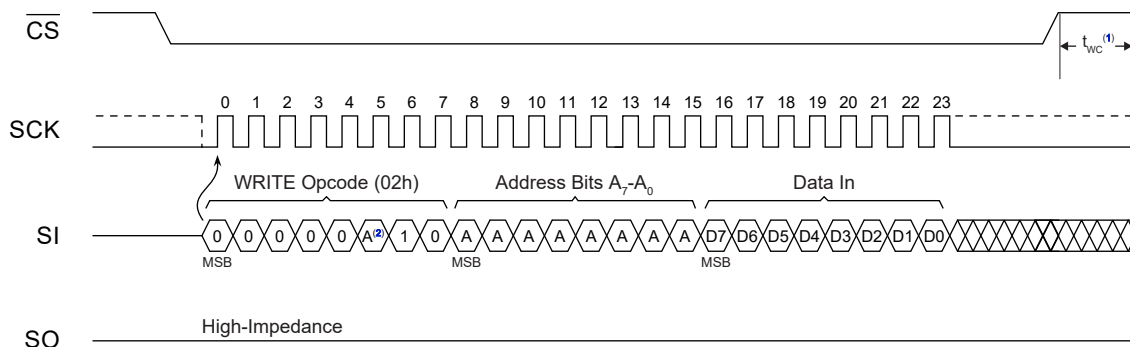 CS
t_WC(1)
0 1 2 3 4 5 6 7 8 9 10 11 12 13 14 15 16 17 18 19 20 21 22 23
SCK
WRITE Opcode (02h) Address Bits A7-A0 Data In
SI 0 0 0 0 0 A(2) 1 0 A A A A A A A A D7 D6 D5 D4 D3 D2 D1 D0
MSB MSB MSB
High-Impedance
SO